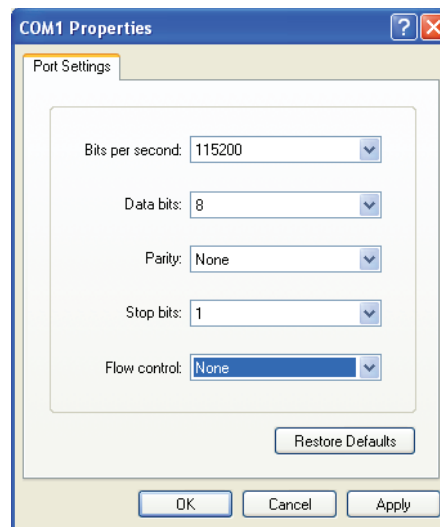 COM1 Properties
Port Settings
Bits per second: 115200
Data bits: 8
Parity: None
Stop bits: 1
Flow control: None
Restore Defaults
OK Cancel Apply